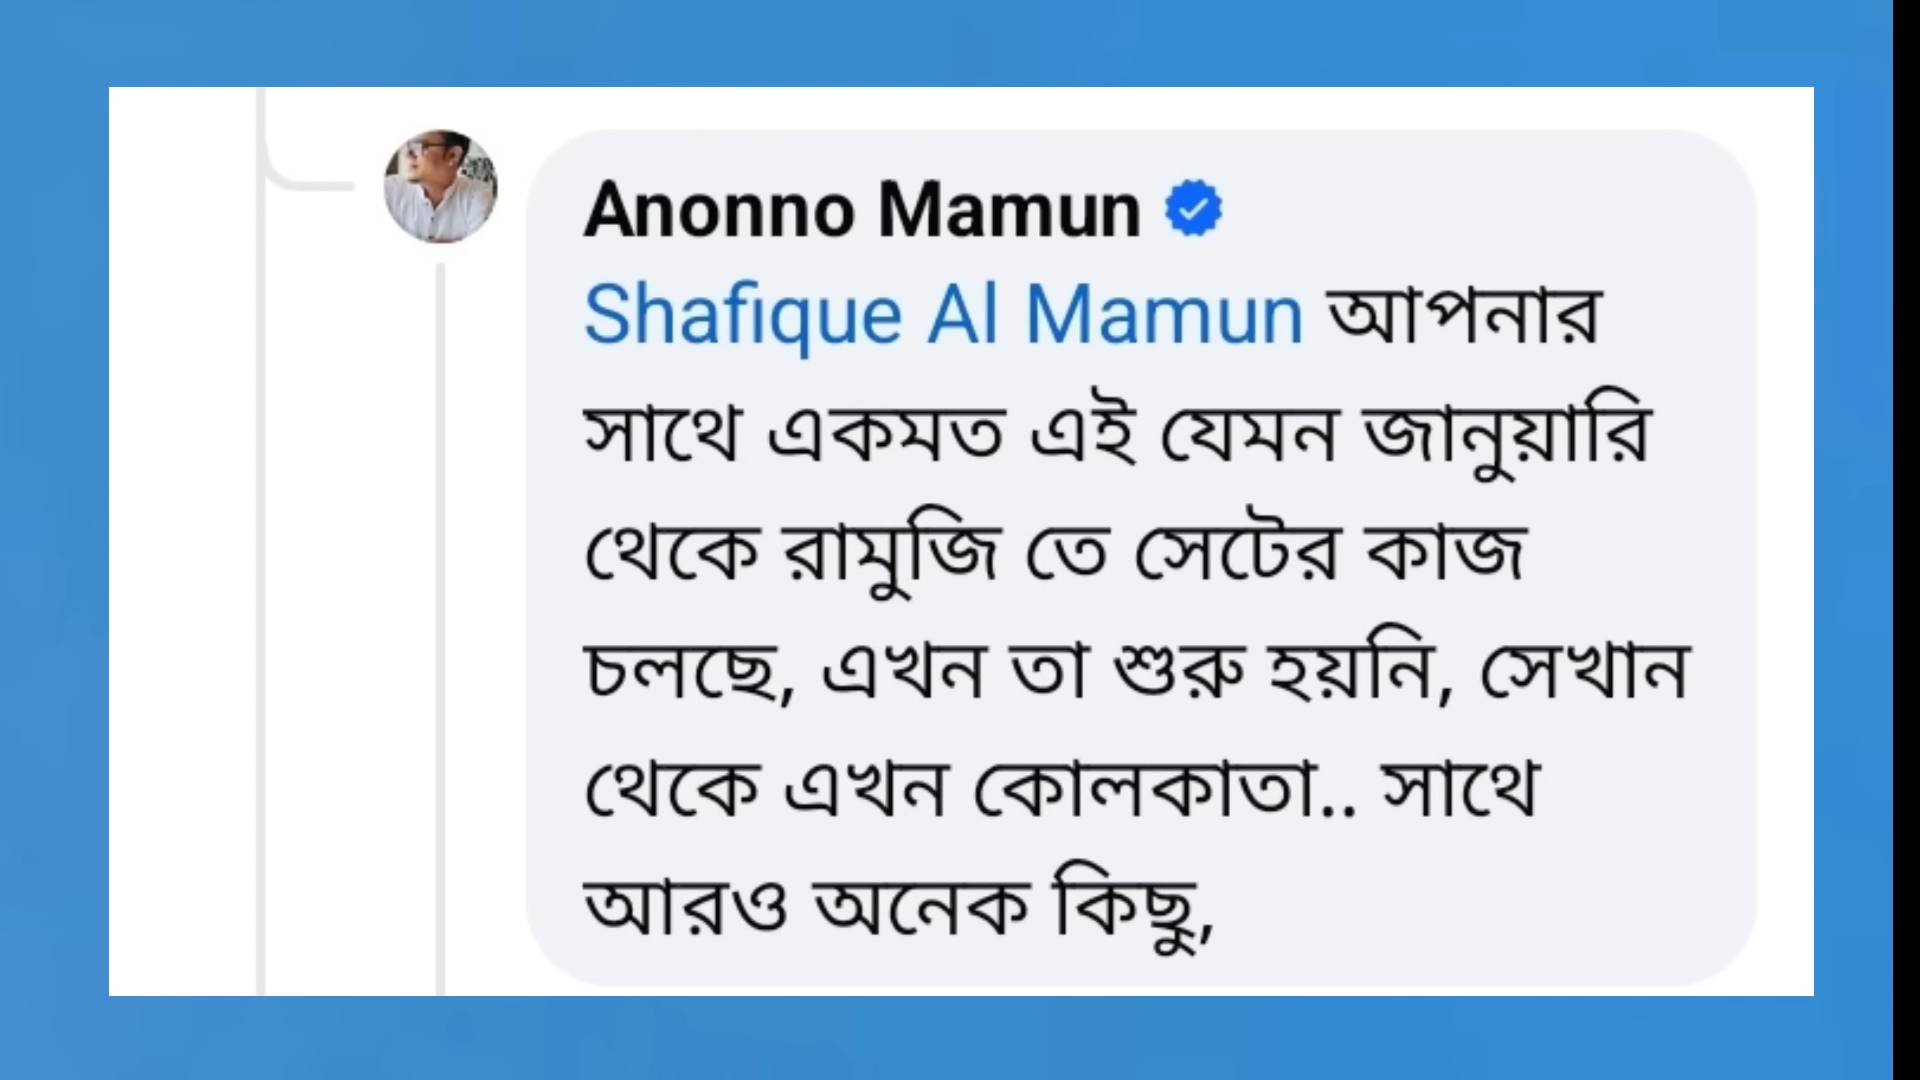 Anonno Mamun
Shafique Al Mamun আপনার
সাথে একমত এই যেমন জানুয়ারি
থেকে রামুজি তে সেটের কাজ
চলছে, এখন তা শুরু হয়নি, সেখান
থেকে এখন কোলকাতা.. সাথে
আরও অনেক কিছু,